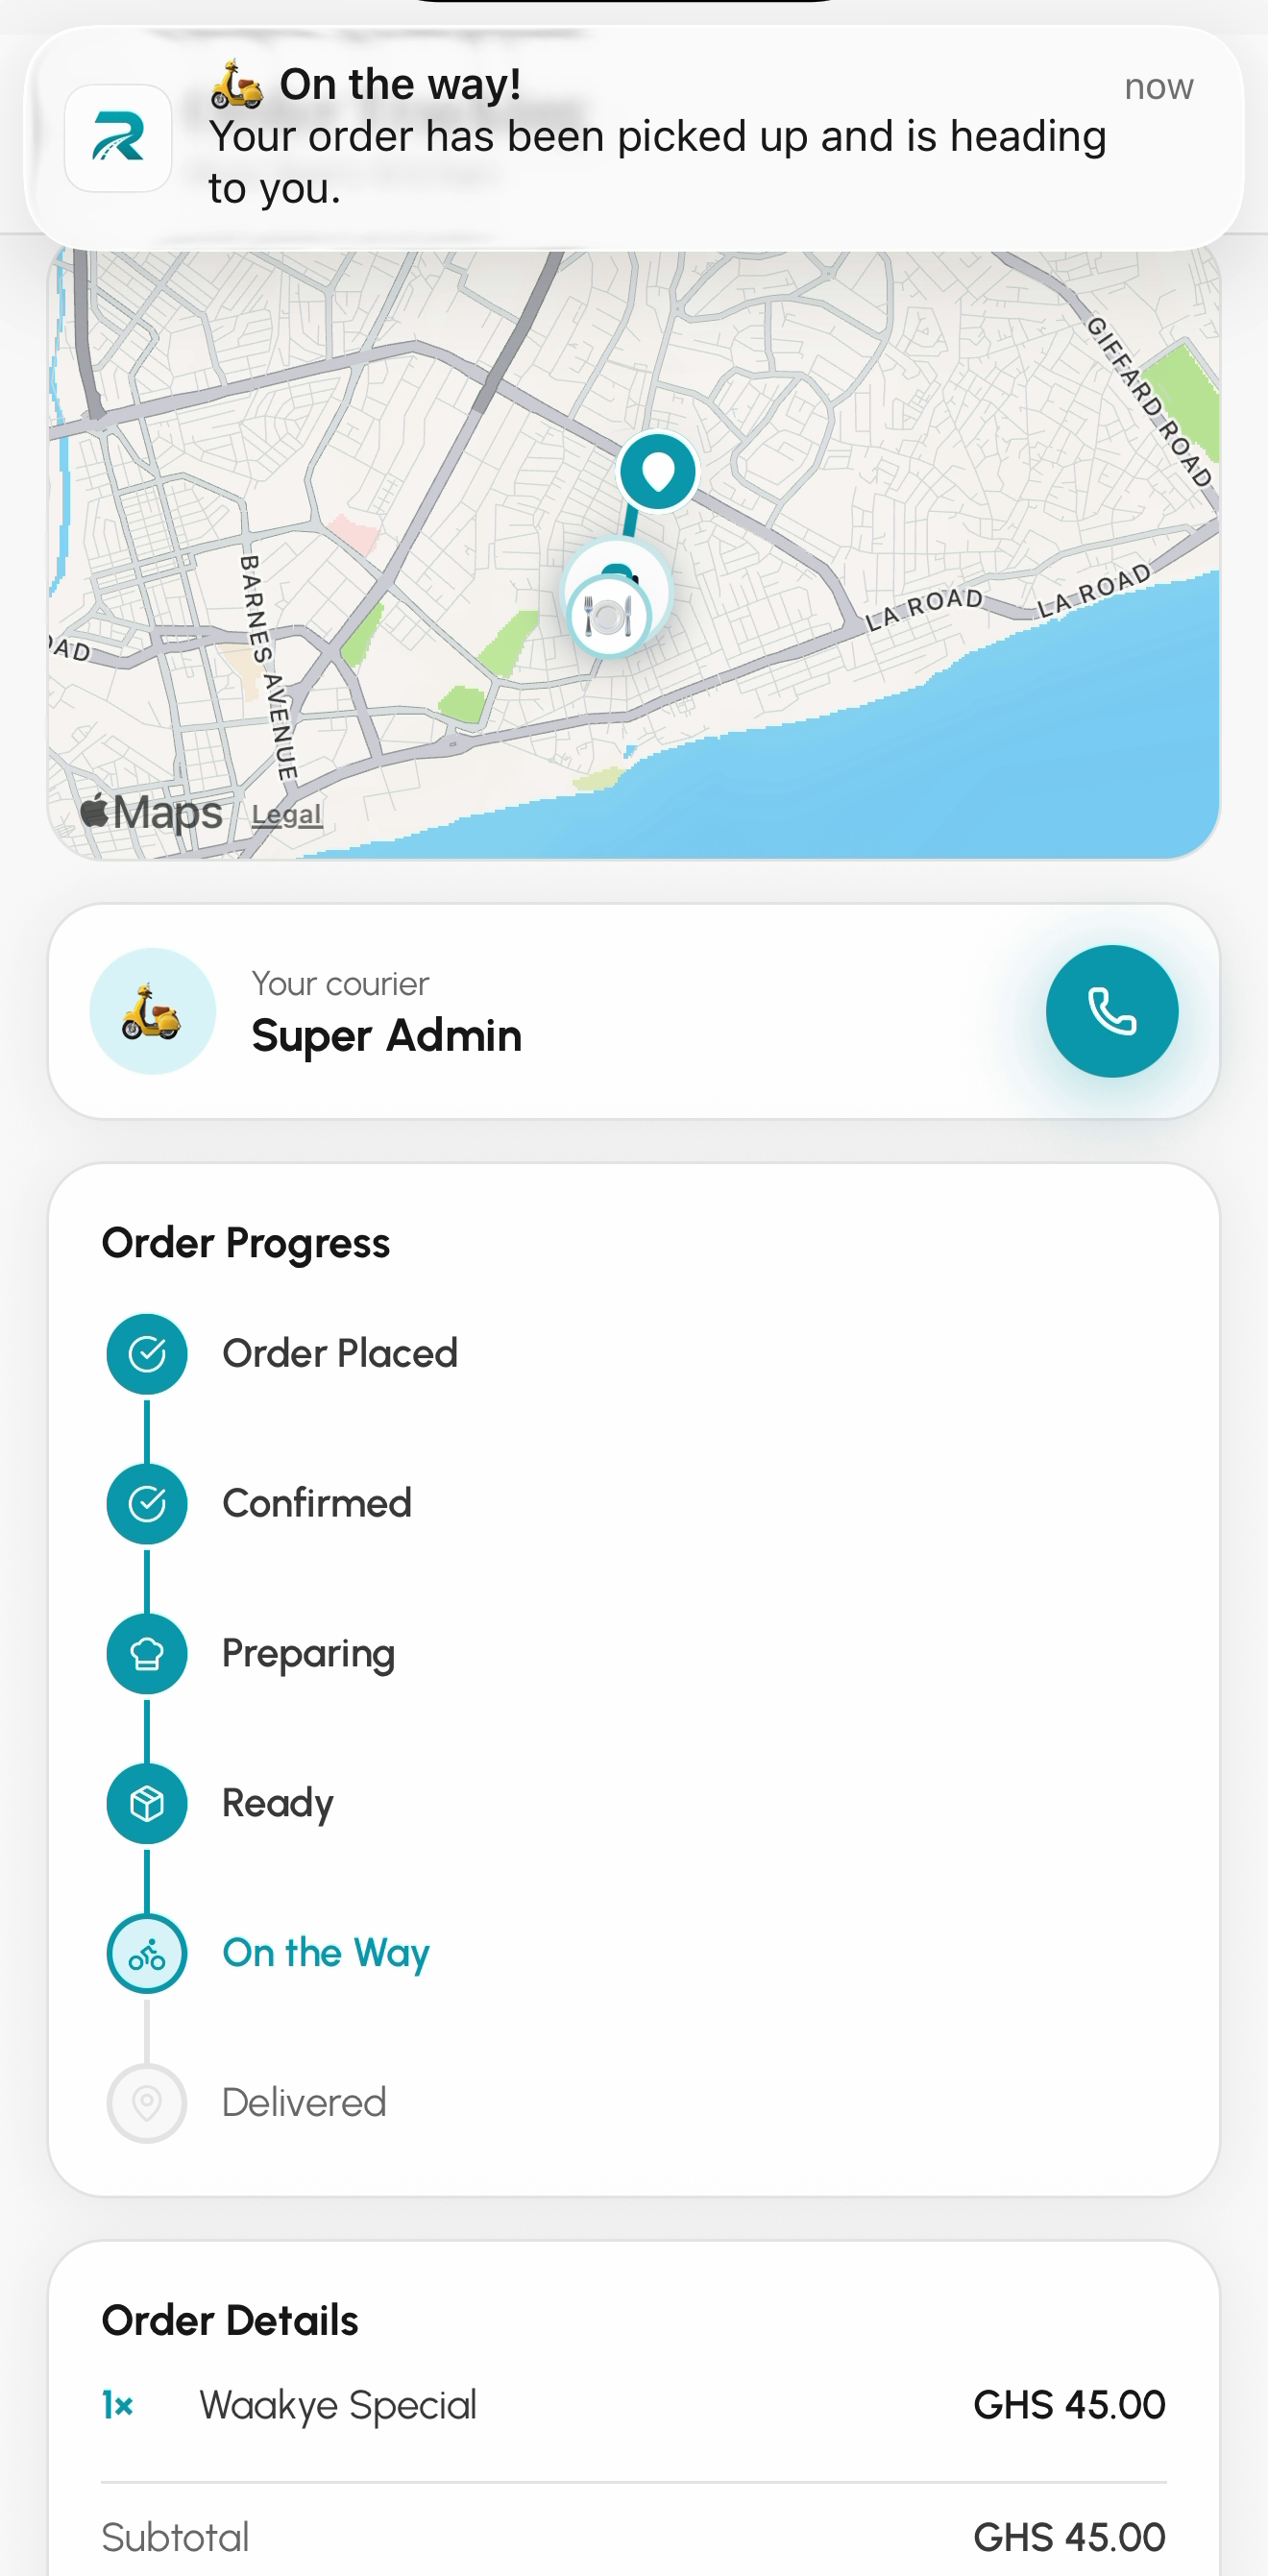 🛵 On the way!
now
Your order has been picked up and is heading
to you.
GIFFARD ROAD
BARNES AVENUE
LA ROAD
LA ROAD
OAD
Maps
Legal
Your courier
Super Admin
Order Progress
Order Placed
Confirmed
Preparing
Ready
On the Way
Delivered
Order Details
1× Waakye Special GHS 45.00
Subtotal GHS 45.00